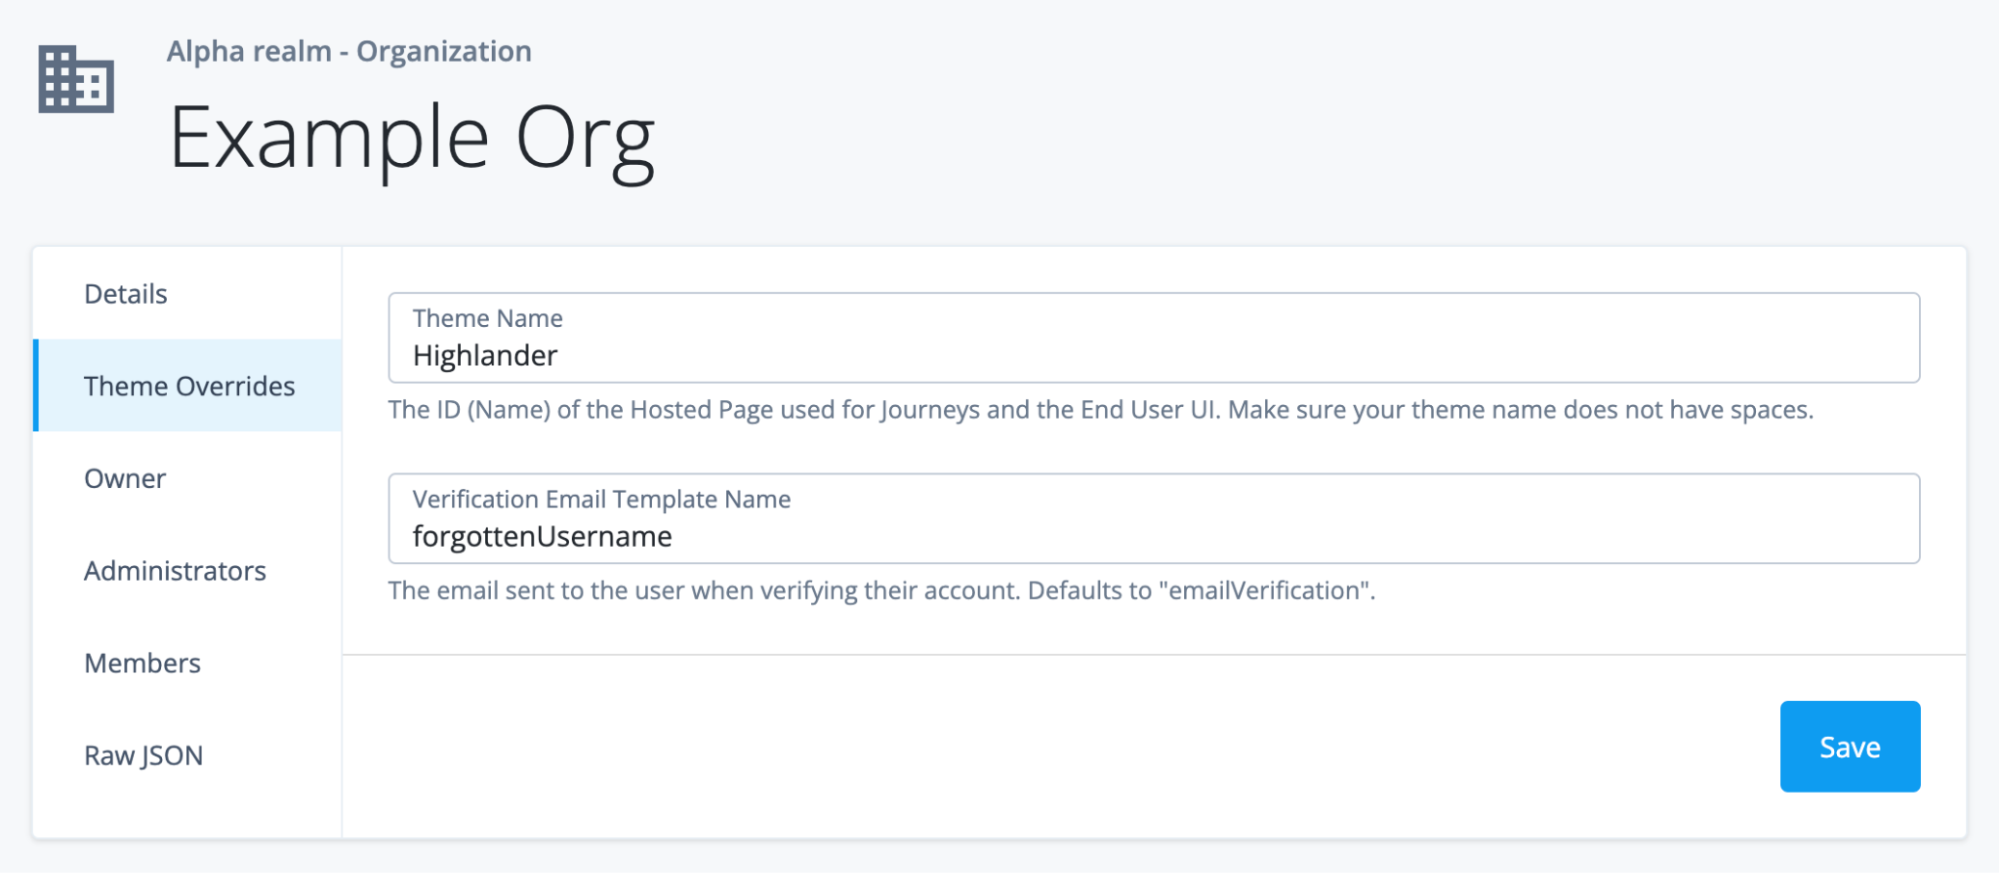 Alpha realm - Organization
Example Org
Details
Theme Overrides
Owner
Administrators
Members
Raw JSON
Theme Name
Highlander
The ID (Name) of the Hosted Page used for Journeys and the End User UI. Make sure your theme name does not have spaces.
Verification Email Template Name
forgottenUsername
The email sent to the user when verifying their account. Defaults to "emailVerification".
Save